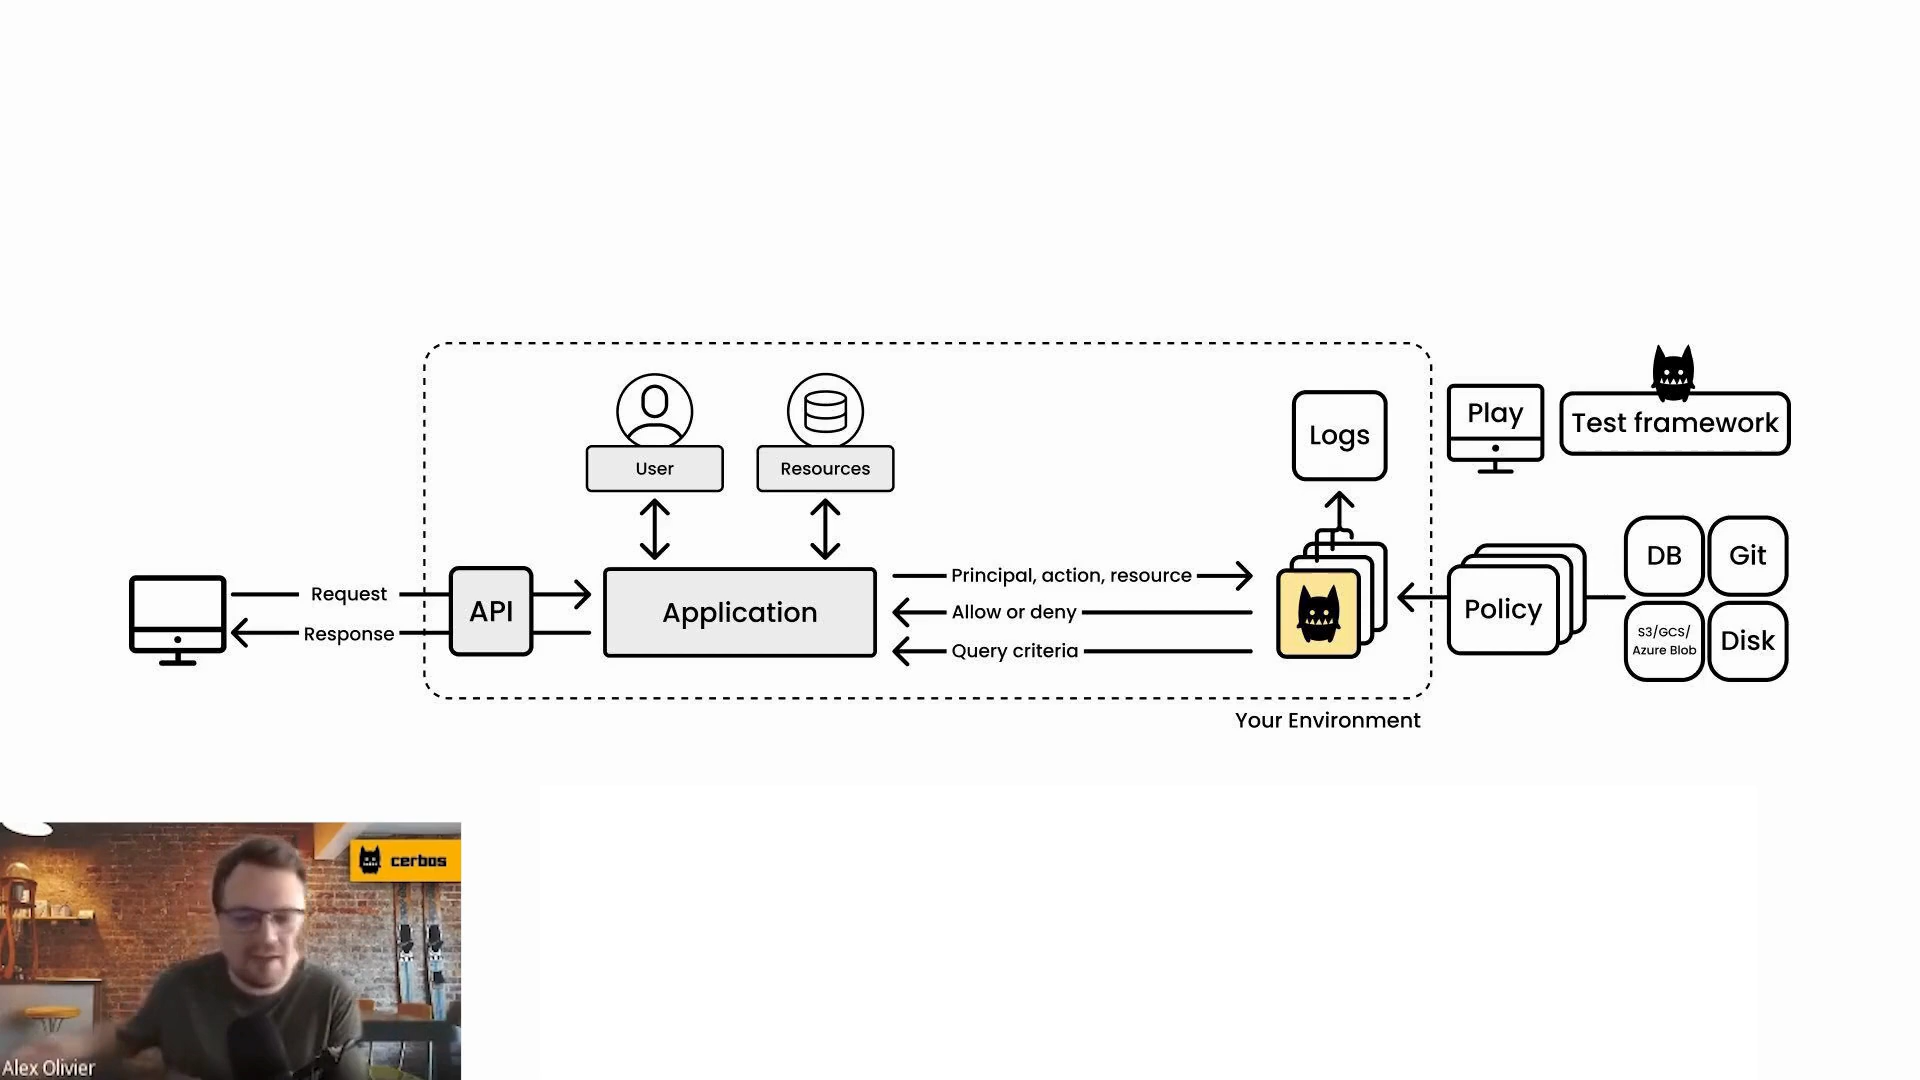 Play
Test framework
Logs
User
Resources
DB
Git
Principal, action, resource
Request
API
Application
Allow or deny
Policy
Response
Query criteria
S3/GCS/
Azure Blob
Disk
Your Environment
cerbos
Alex Olivier